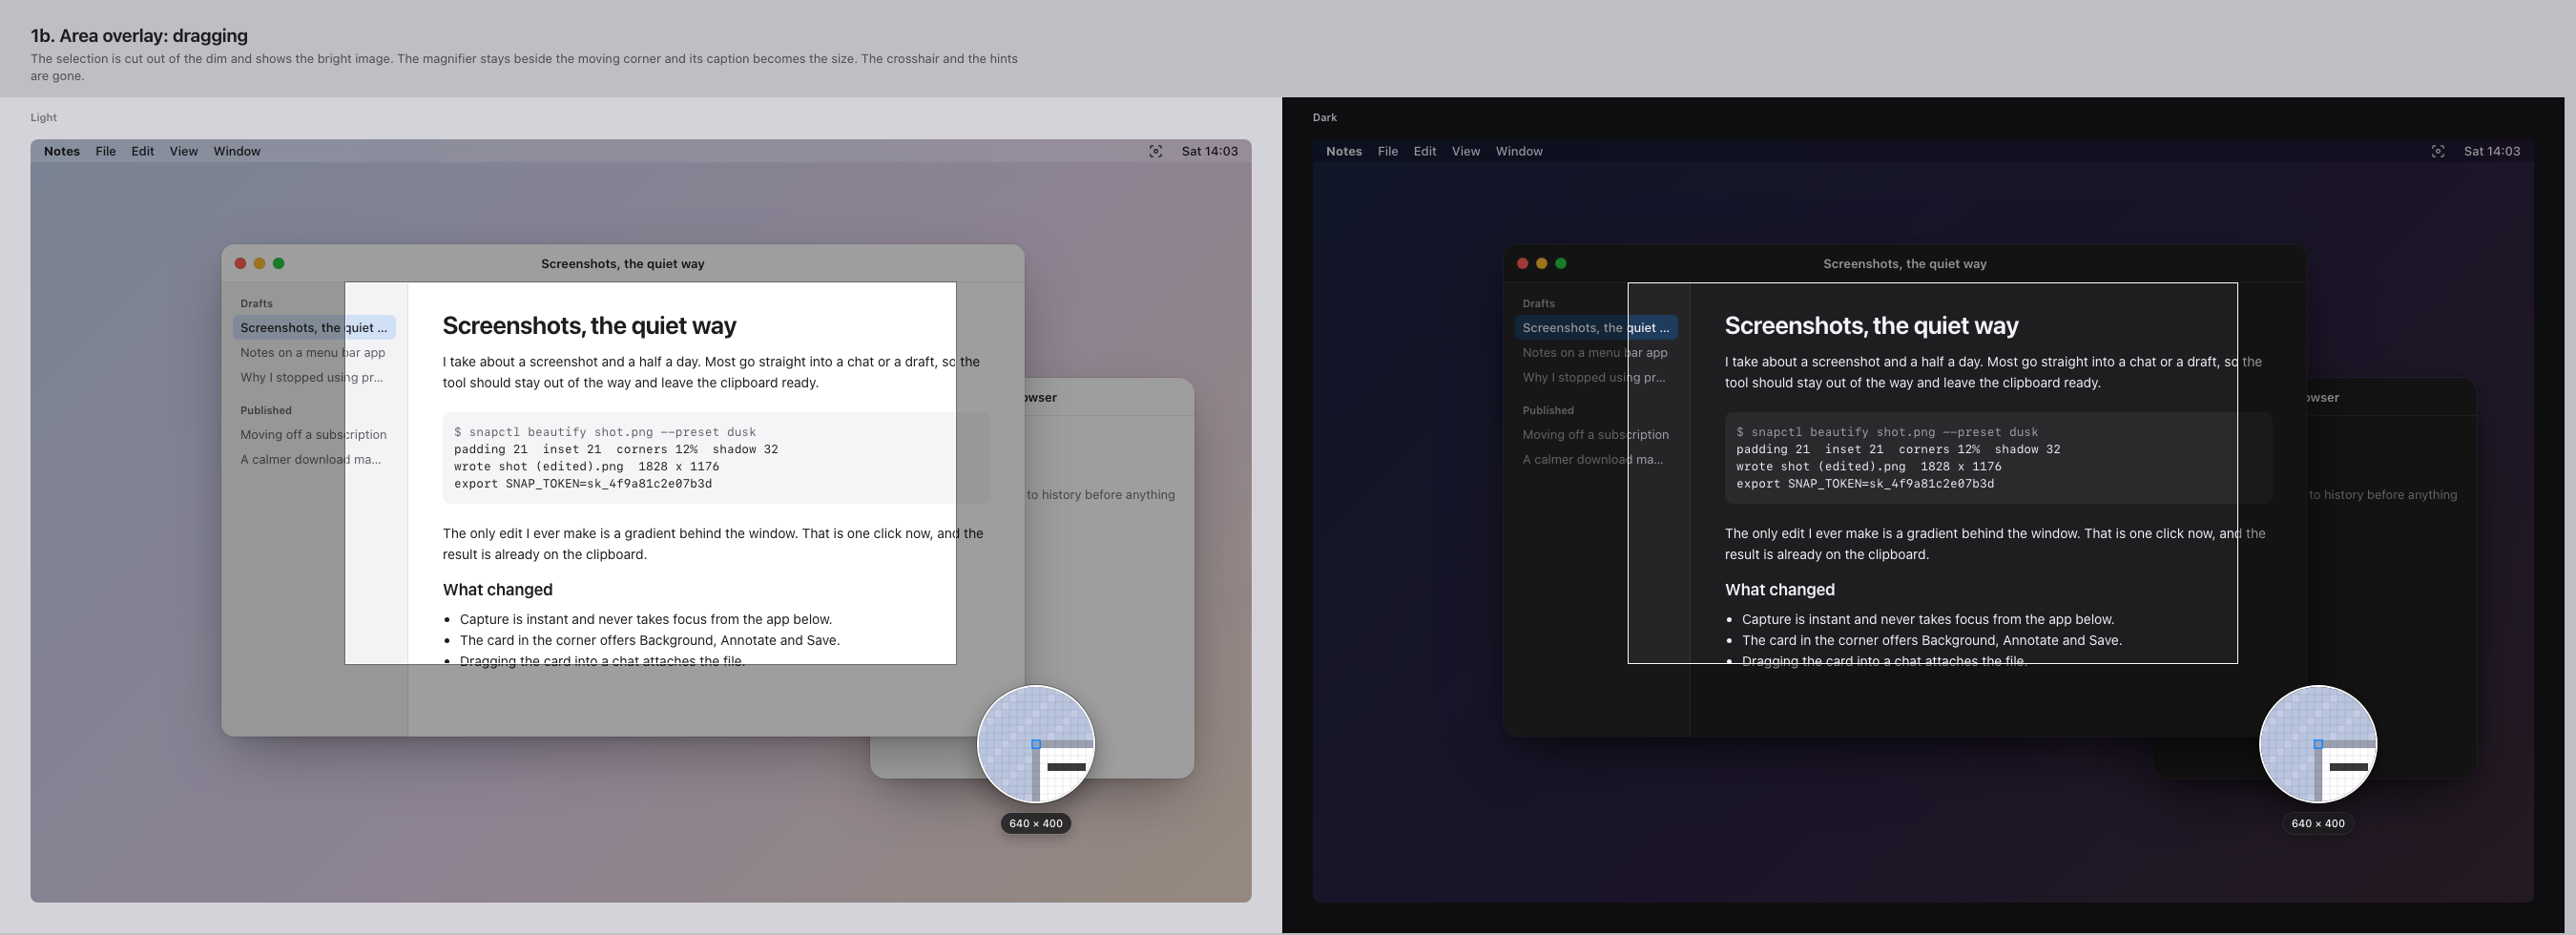 1b. Area overlay: dragging
The selection is cut out of the dim and shows the bright image. The magnifier stays beside the moving corner and its caption becomes the size. The crosshair and the hints
are gone.
Light
Notes File Edit View Window Sat 14:03
Screenshots, the quiet way
Drafts
Screenshots, the quiet ...
Notes on a menu bar app
Why I stopped using pr...
Published
Moving off a subscription
A calmer download ma...
Screenshots, the quiet way
I take about a screenshot and a half a day. Most go straight into a chat or a draft, so the
tool should stay out of the way and leave the clipboard ready.
$ snapctl beautify shot.png --preset dusk
padding 21 inset 21 corners 12% shadow 32
wrote shot (edited).png 1828 x 1176
export SNAP_TOKEN=sk_4f9a81c2e07b3d
The only edit I ever make is a gradient behind the window. That is one click now, and the
result is already on the clipboard.
What changed
• Capture is instant and never takes focus from the app below.
• The card in the corner offers Background, Annotate and Save.
• Dragging the card into a chat attaches the file.
owser
to history before anything
640 × 400
Dark
Notes File Edit View Window Sat 14:03
Screenshots, the quiet way
Drafts
Screenshots, the quiet ...
Notes on a menu bar app
Why I stopped using pr...
Published
Moving off a subscription
A calmer download ma...
Screenshots, the quiet way
I take about a screenshot and a half a day. Most go straight into a chat or a draft, so the
tool should stay out of the way and leave the clipboard ready.
$ snapctl beautify shot.png --preset dusk
padding 21 inset 21 corners 12% shadow 32
wrote shot (edited).png 1828 x 1176
export SNAP_TOKEN=sk_4f9a81c2e07b3d
The only edit I ever make is a gradient behind the window. That is one click now, and the
result is already on the clipboard.
What changed
• Capture is instant and never takes focus from the app below.
• The card in the corner offers Background, Annotate and Save.
• Dragging the card into a chat attaches the file.
owser
to history before anything
640 × 400